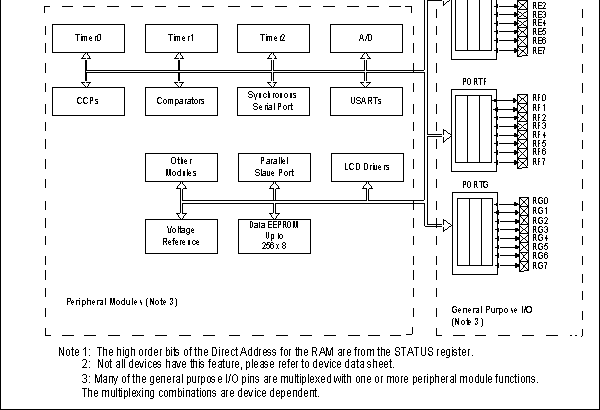 RE2
RE3
RE4
RE5
RE6
RE7
Timer0
Timer1
Timer2
A/D
CCPs
Comparators
Synchronous
Serial Port
USARTs
PORTF
RF0
RF1
RF2
RF3
RF4
RF5
RF6
RF7
Other
Modules
Parallel
Slave Port
LCD Drivers
Voltage
Reference
Data EEPROM
Up to
256 x 8
PORTG
RG0
RG1
RG2
RG3
RG4
RG5
RG6
RG7
Peripheral Modules (Note 3)
General Purpose I/O
(Note 3)
Note 1: The high order bits of the Direct Address for the RAM are from the STATUS register.
2: Not all devices have this feature, please refer to device data sheet.
3: Many of the general purpose I/O pins are multiplexed with one or more peripheral module functions.
The multiplexing combinations are device dependent.